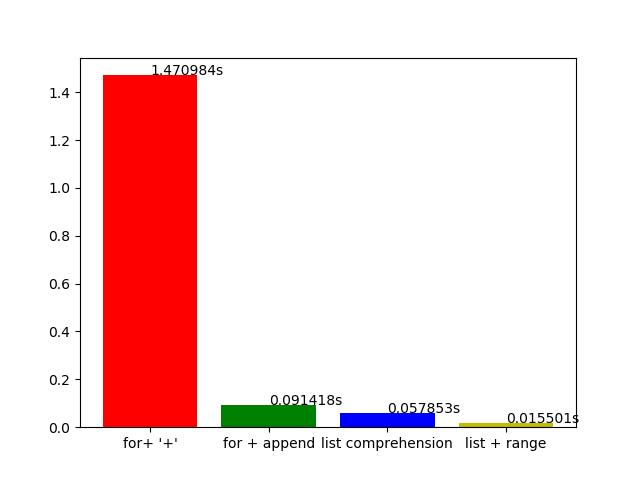 1.4
1.2
1.0
0.8
0.6
0.4
0.2
0.0
1.470984s
0.091418s
0.057853s
0.015501s
for+ '+'
for + append
list comprehension
list + range